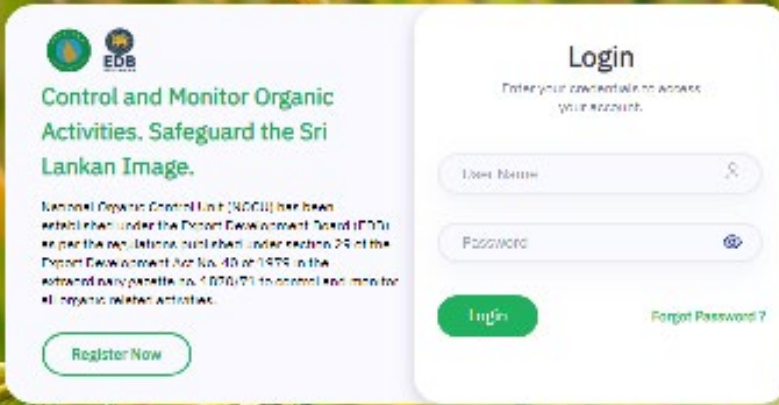 EDB
Control and Monitor Organic
Activities. Safeguard the Sri
Lankan Image.
National Organic Control Unit (NOCU) has been
established under the Export Development Board (EDB)
as per the regulations published under section 29 of the
Export Development Act No. 40 of 1979 in the
extraordinary gazette no. 1870/71 to control and monitor
all organic related activities.
Register Now
Login
Enter your credentials to access
your account.
User Name
Password
Login
Forgot Password ?